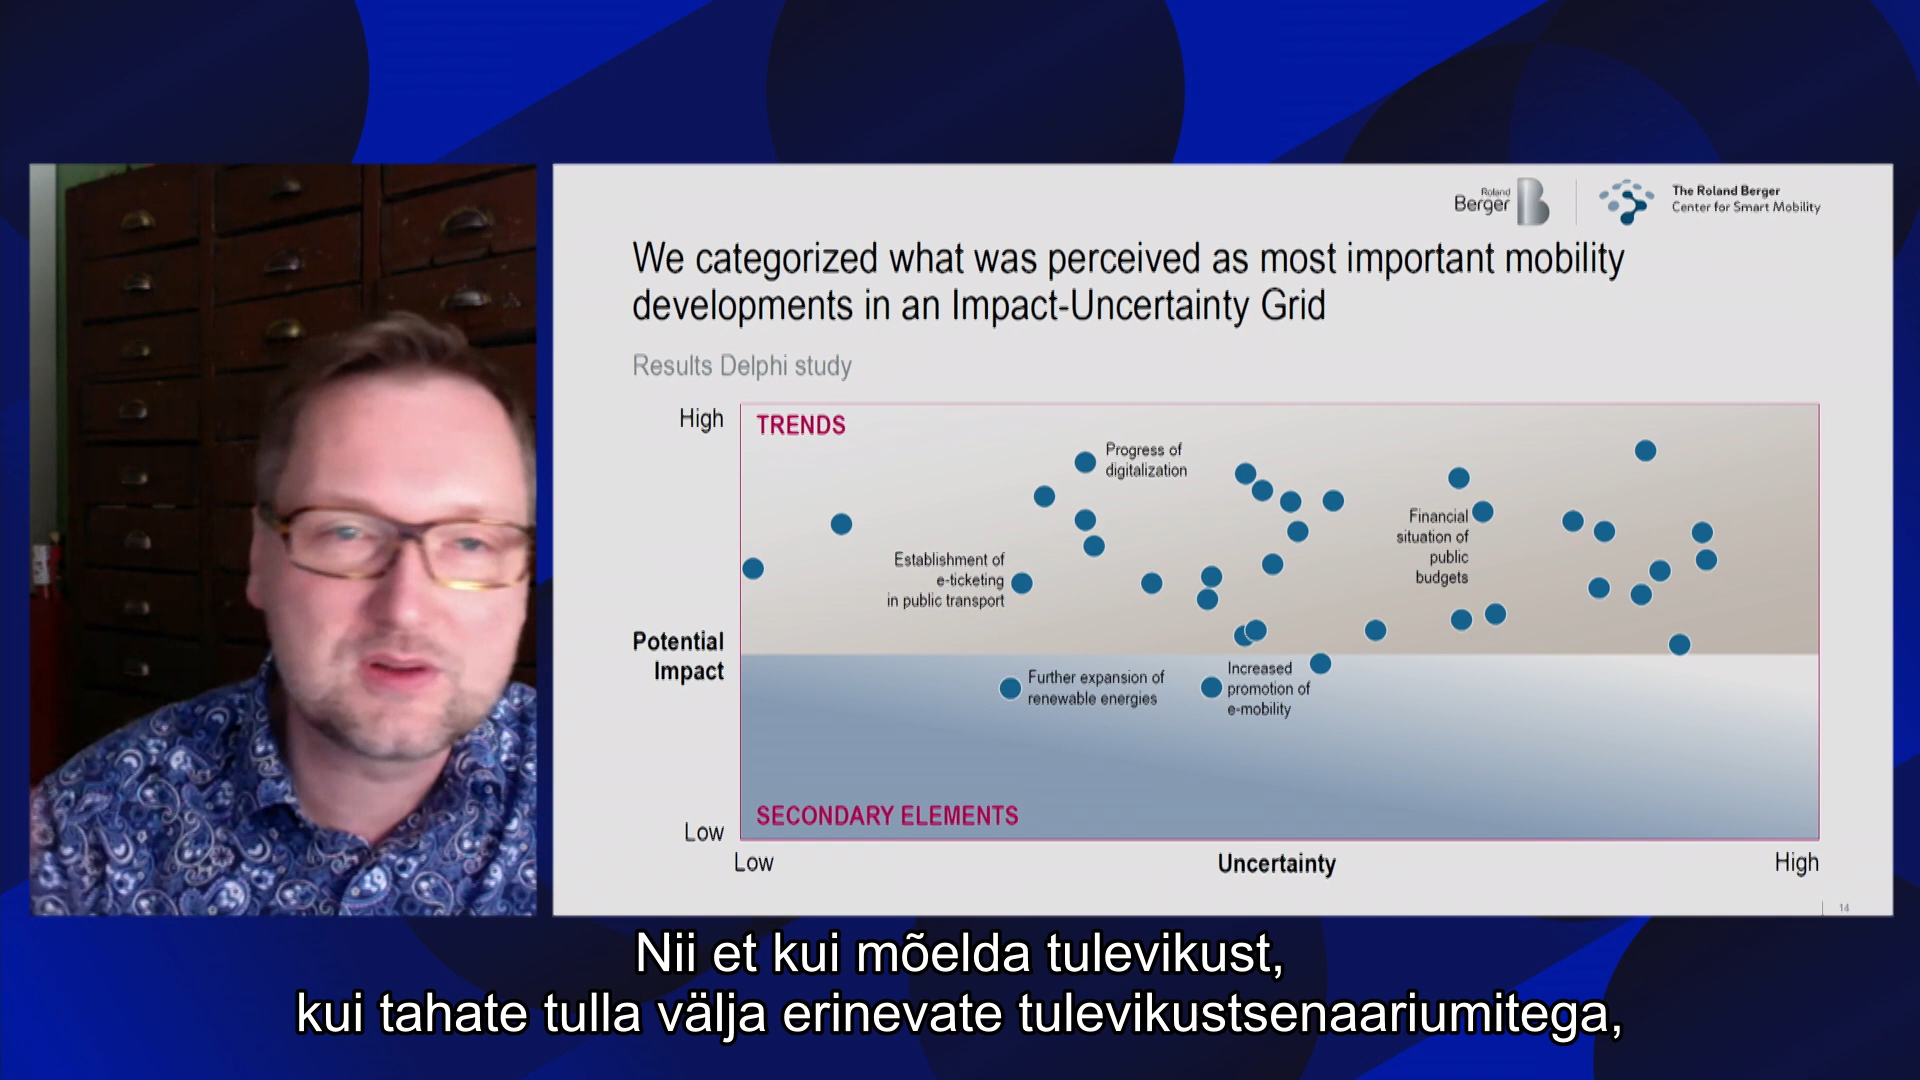 Roland
Berger
The Roland Berger
Center for Smart Mobility
We categorized what was perceived as most important mobility
developments in an Impact-Uncertainty Grid
Results Delphi study
High
TRENDS
Progress of
digitalization
Financial
situation of
public
budgets
Establishment of
e-ticketing
in public transport
Potential
Impact
Further expansion of
renewable energies
Increased
promotion of
e-mobility
SECONDARY ELEMENTS
Low
Low
Uncertainty
High
14
Nii et kui mõelda tulevikust,
kui tahate tulla välja erinevate tulevikustsenaariumitega,